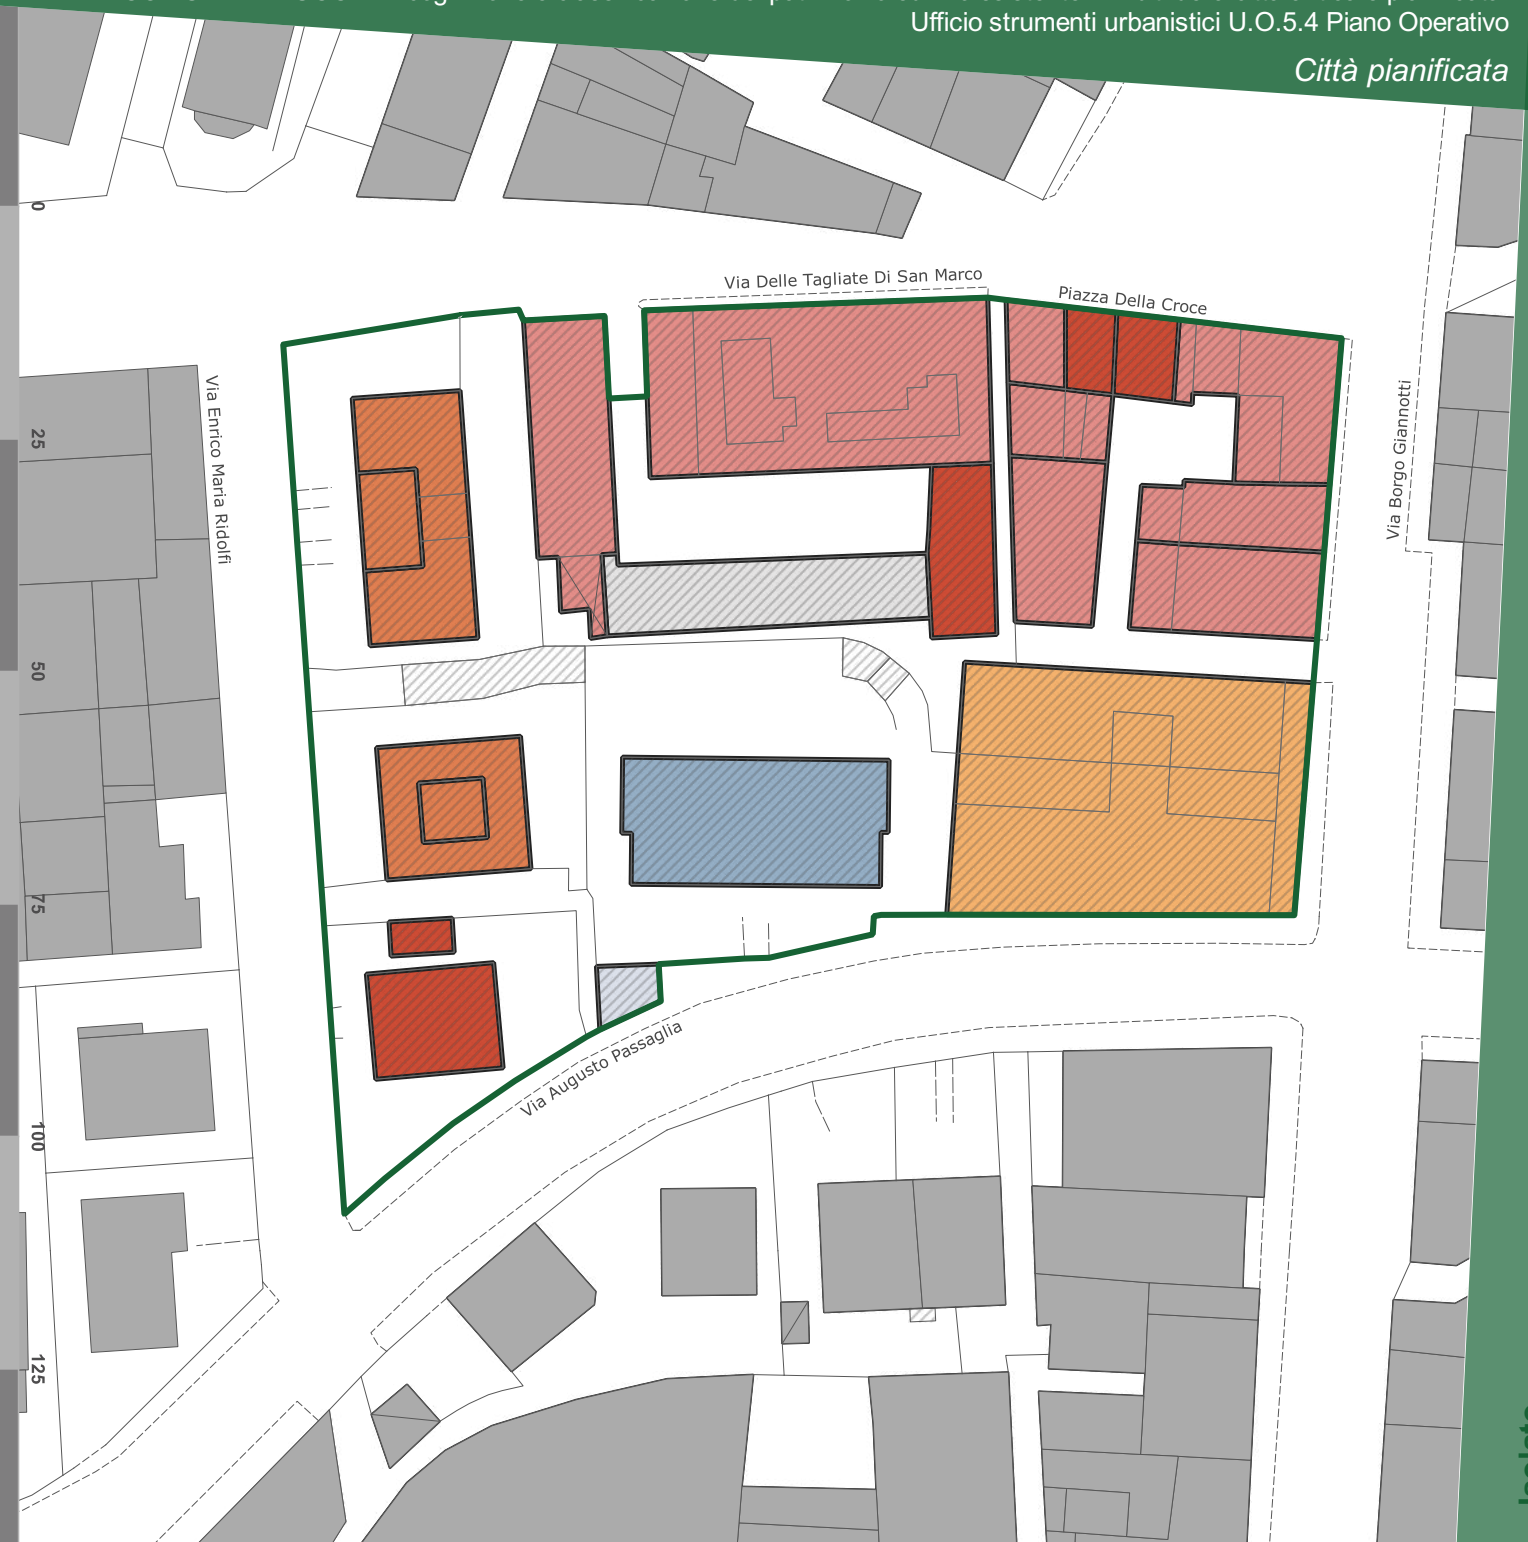 Ufficio strumenti urbanistici U.O.5.4 Piano Operativo
Città pianificata
Via Delle Tagliate Di San Marco
Piazza Della Croce
Via Enrico Maria Ridolfi
Via Borgo Giannotti
Via Augusto Passaglia
0
25
50
75
100
125